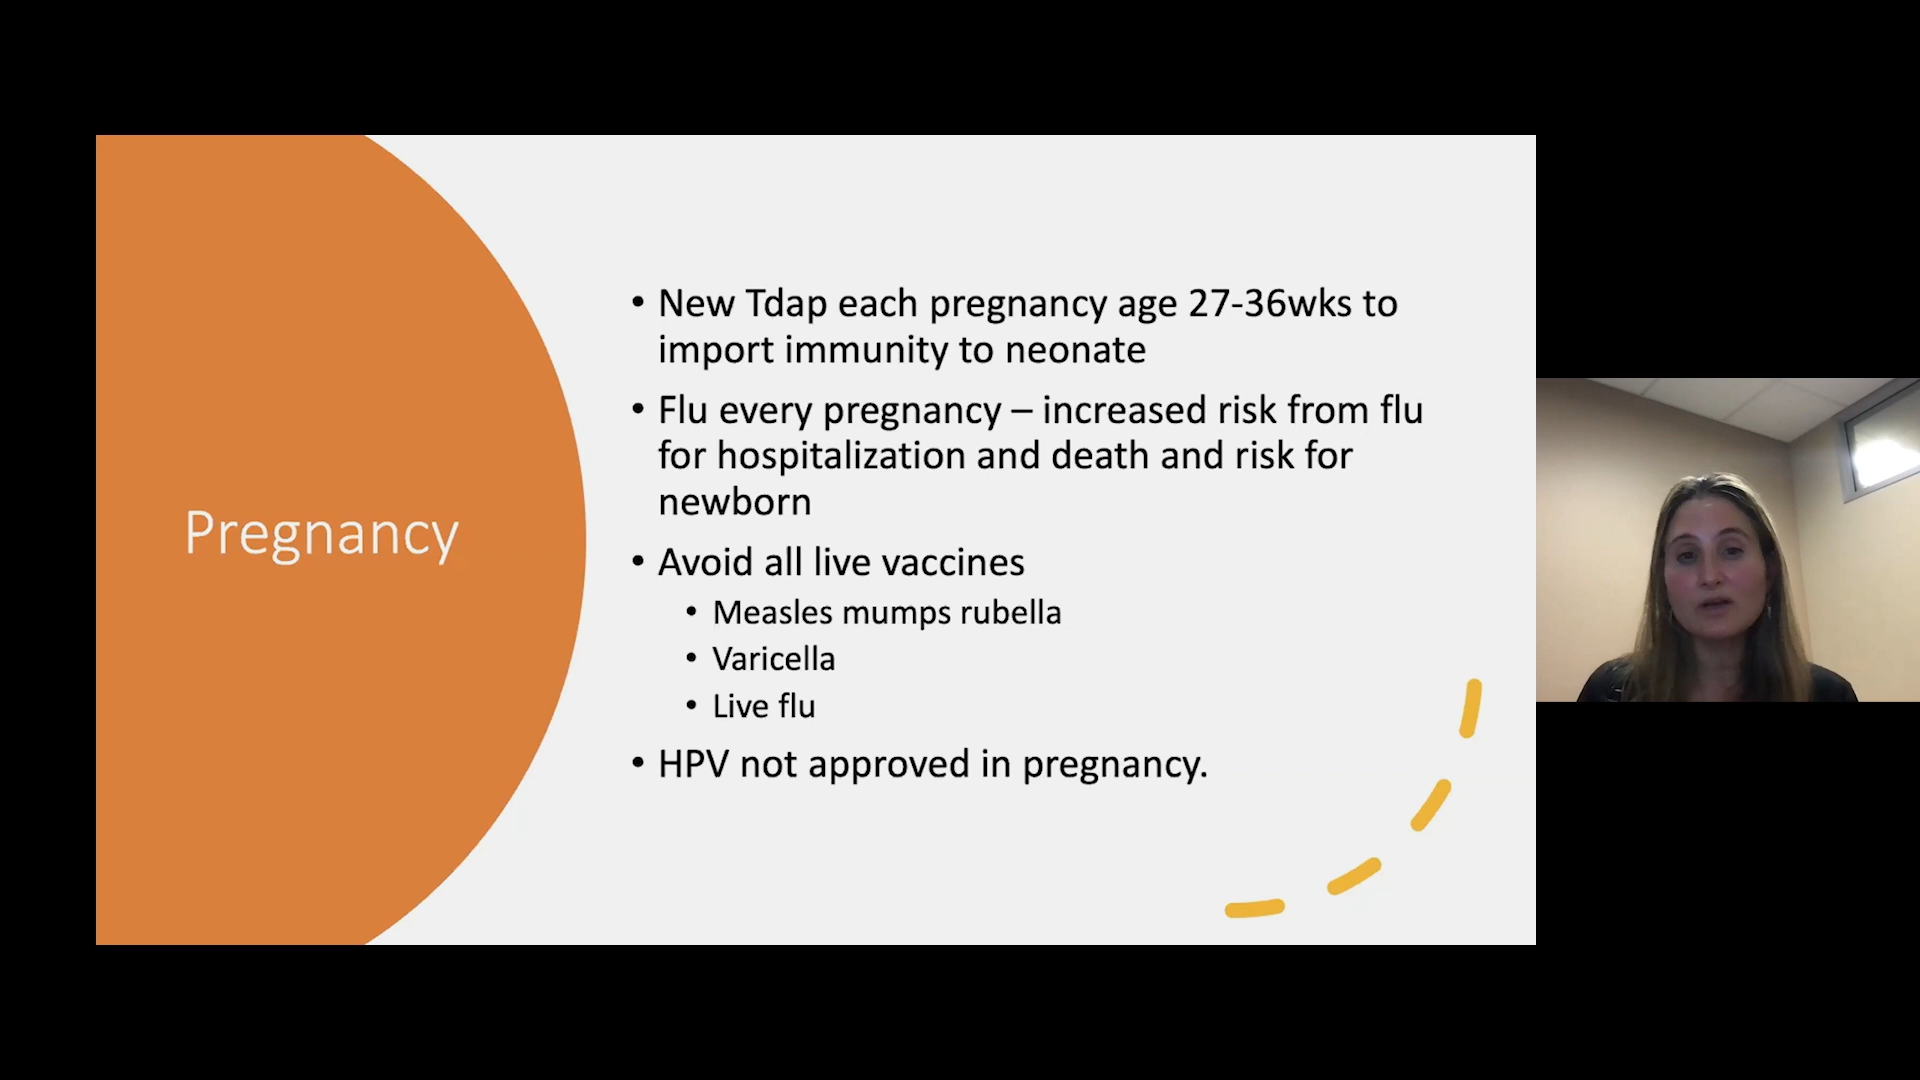 Pregnancy
• New Tdap each pregnancy age 27-36wks to
import immunity to neonate
• Flu every pregnancy – increased risk from flu
for hospitalization and death and risk for
newborn
• Avoid all live vaccines
• Measles mumps rubella
• Varicella
• Live flu
• HPV not approved in pregnancy.